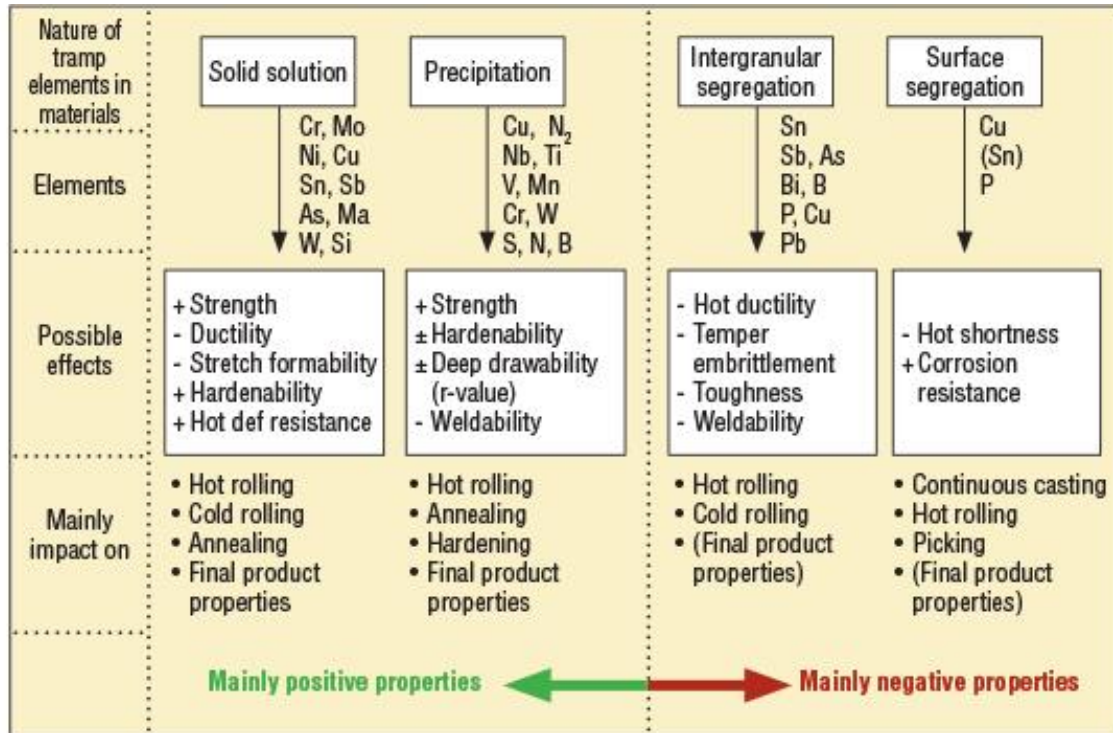 Nature of
tramp
elements in
materials
Solid solution
Precipitation
Intergranular
segregation
Surface
segregation
Elements
Cr, Mo
Ni, Cu
Sn, Sb
As, Ma
W, Si
Cu, N₂
Nb, Ti
V, Mn
Cr, W
S, N, B
Sn
Sb, As
Bi, B
P, Cu
Pb
Cu
(Sn)
P
Possible
effects
+ Strength
- Ductility
- Stretch formability
+ Hardenability
+ Hot def resistance
+ Strength
± Hardenability
± Deep drawability
(r-value)
- Weldability
- Hot ductility
- Temper
embrittlement
- Toughness
- Weldability
- Hot shortness
+ Corrosion
resistance
Mainly
impact on
• Hot rolling
• Cold rolling
• Annealing
• Final product
properties
• Hot rolling
• Annealing
• Hardening
• Final product
properties
• Hot rolling
• Cold rolling
• (Final product
properties)
• Continuous casting
• Hot rolling
• Picking
• (Final product
properties)
Mainly positive properties
Mainly negative properties